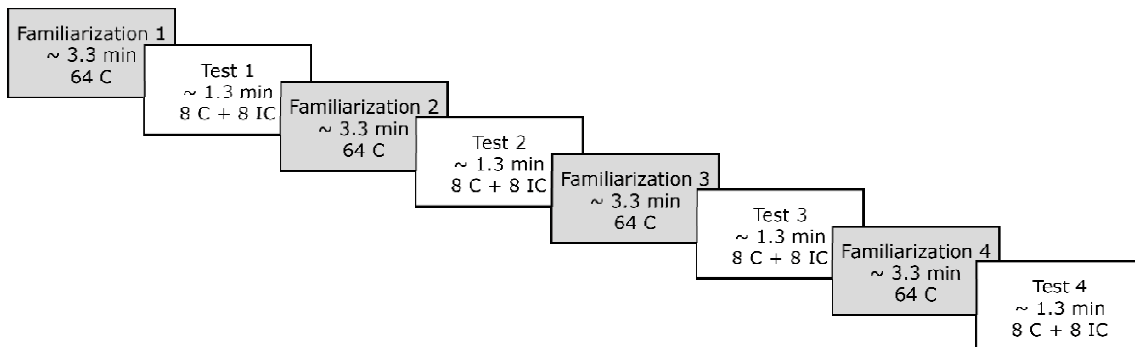 Familiarization 1
~ 3.3 min
64 C
Test 1
~ 1.3 min
8 C + 8 IC
Familiarization 2
~ 3.3 min
64 C
Test 2
~ 1.3 min
8 C + 8 IC
Familiarization 3
~ 3.3 min
64 C
Test 3
~ 1.3 min
8 C + 8 IC
Familiarization 4
~ 3.3 min
64 C
Test 4
~ 1.3 min
8 C + 8 IC